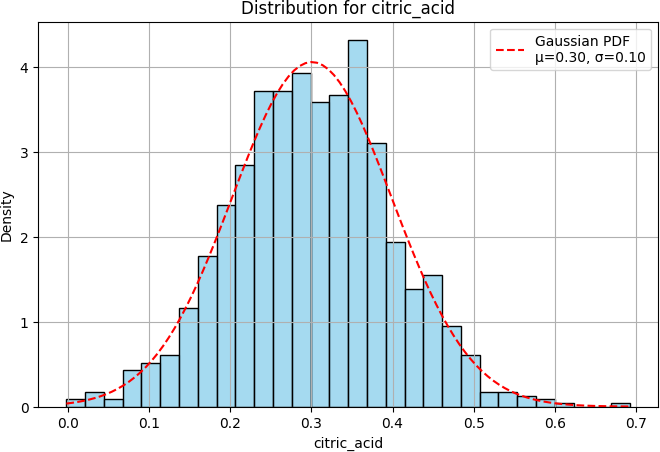 Distribution for citric_acid
Gaussian PDF
μ=0.30, σ=0.10
Density
4
3
2
1
0
0.0 0.1 0.2 0.3 0.4 0.5 0.6 0.7
citric_acid